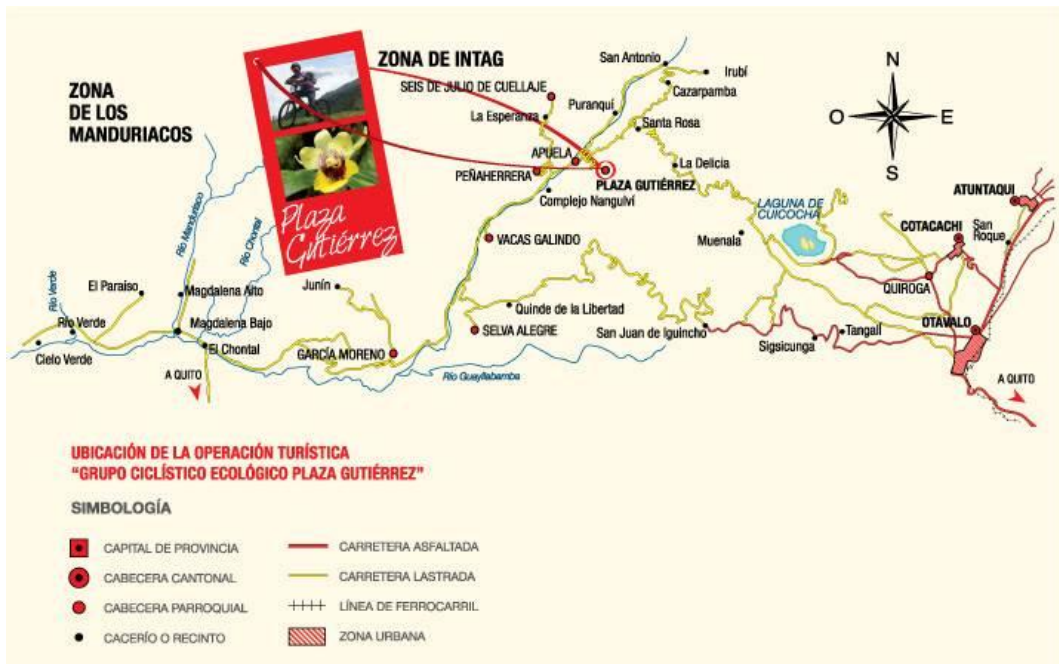 ZONA
DE LOS
MANDURIACOS
ZONA DE INTAG
Plaza
Gutiérrez
SEIS DE JULIO DE CUELLAJE
La Esperanza
San Antonio
Irubí
Cazarpamba
Puranquí
Santa Rosa
APUELA
PEÑAHERRERA
PLAZA GUTIÉRREZ
Complejo Nanguiví
La Delicia
N
O
E
S
LAGUNA DE
CUICOCHA
Muenala
ATUNTAQUI
COTACACHI
San
Roque
QUIROGA
OTAVALO
VACAS GALINDO
Río Manduriaco
Río Chontal
Río Verde
El Paraíso
Magdalena Alto
Junín
Río Verde
Magdalena Bajo
Cielo Verde
El Chontal
A QUITO
GARCÍA MORENO
Quinde de la Libertad
SELVA ALEGRE
San Juan de Iguincho
Sigsicunga
Tangalí
Río Guayllabamba
A QUITO
UBICACIÓN DE LA OPERACIÓN TURÍSTICA
“GRUPO CICLÍSTICO ECOLÓGICO PLAZA GUTIÉRREZ”
SIMBOLOGÍA
CAPITAL DE PROVINCIA
CABECERA CANTONAL
CABECERA PARROQUIAL
CACERÍO O RECINTO
CARRETERA ASFALTADA
CARRETERA LASTRADA
LÍNEA DE FERROCARRIL
ZONA URBANA